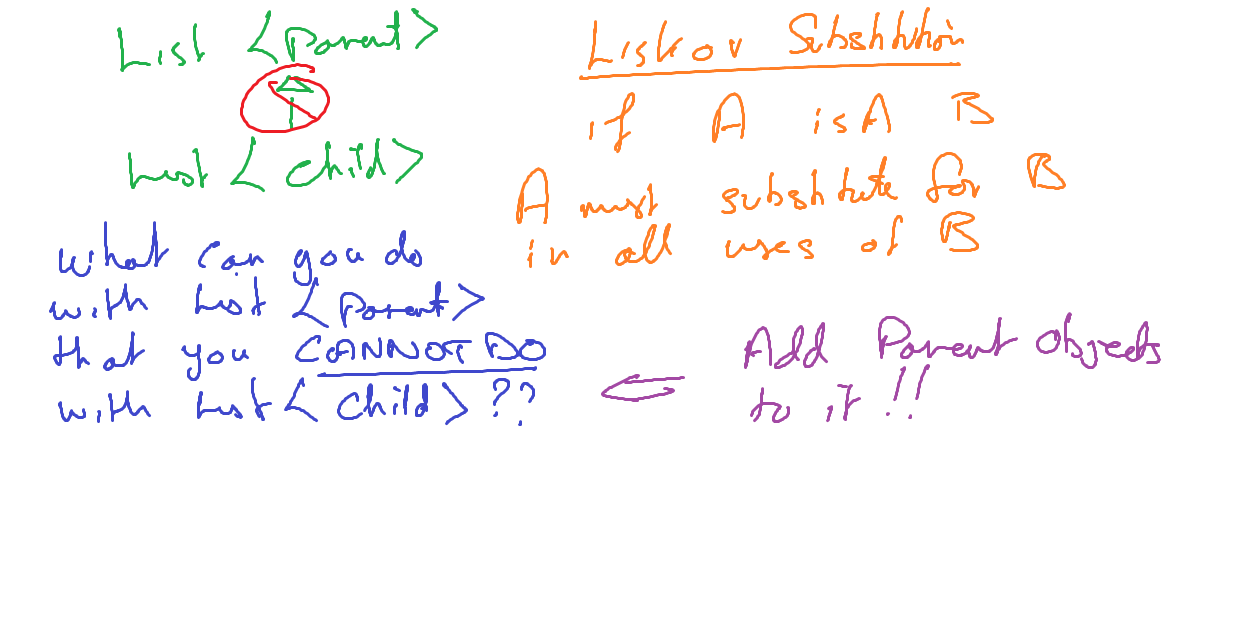 List <Parent>
List <Child>
Liskov Substitution
if A isA B
A must substitute for B
in all uses of B
what can you do
with List <Parent>
that you CANNOT DO
with List <Child> ??
Add Parent Objects
to it !!